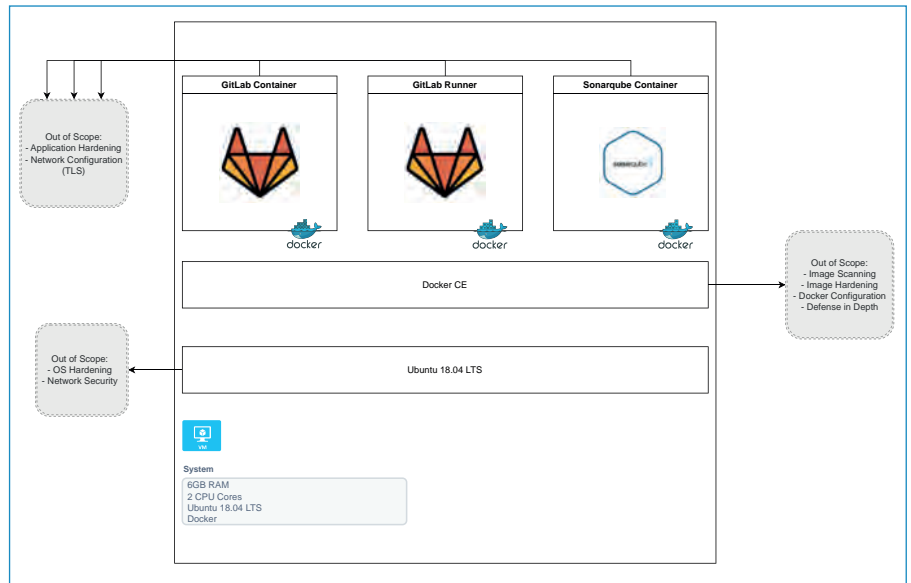 GitLab Container
GitLab Runner
Sonarqube Container
Out of Scope:
- Application Hardening
- Network Configuration
(TLS)
sonarqube
docker
docker
docker
Docker CE
Out of Scope:
- Image Scanning
- Image Hardening
- Docker Configuration
- Defense in Depth
Out of Scope:
- OS Hardening
- Network Security
Ubuntu 18.04 LTS
VM
System
6GB RAM
2 CPU Cores
Ubuntu 18.04 LTS
Docker